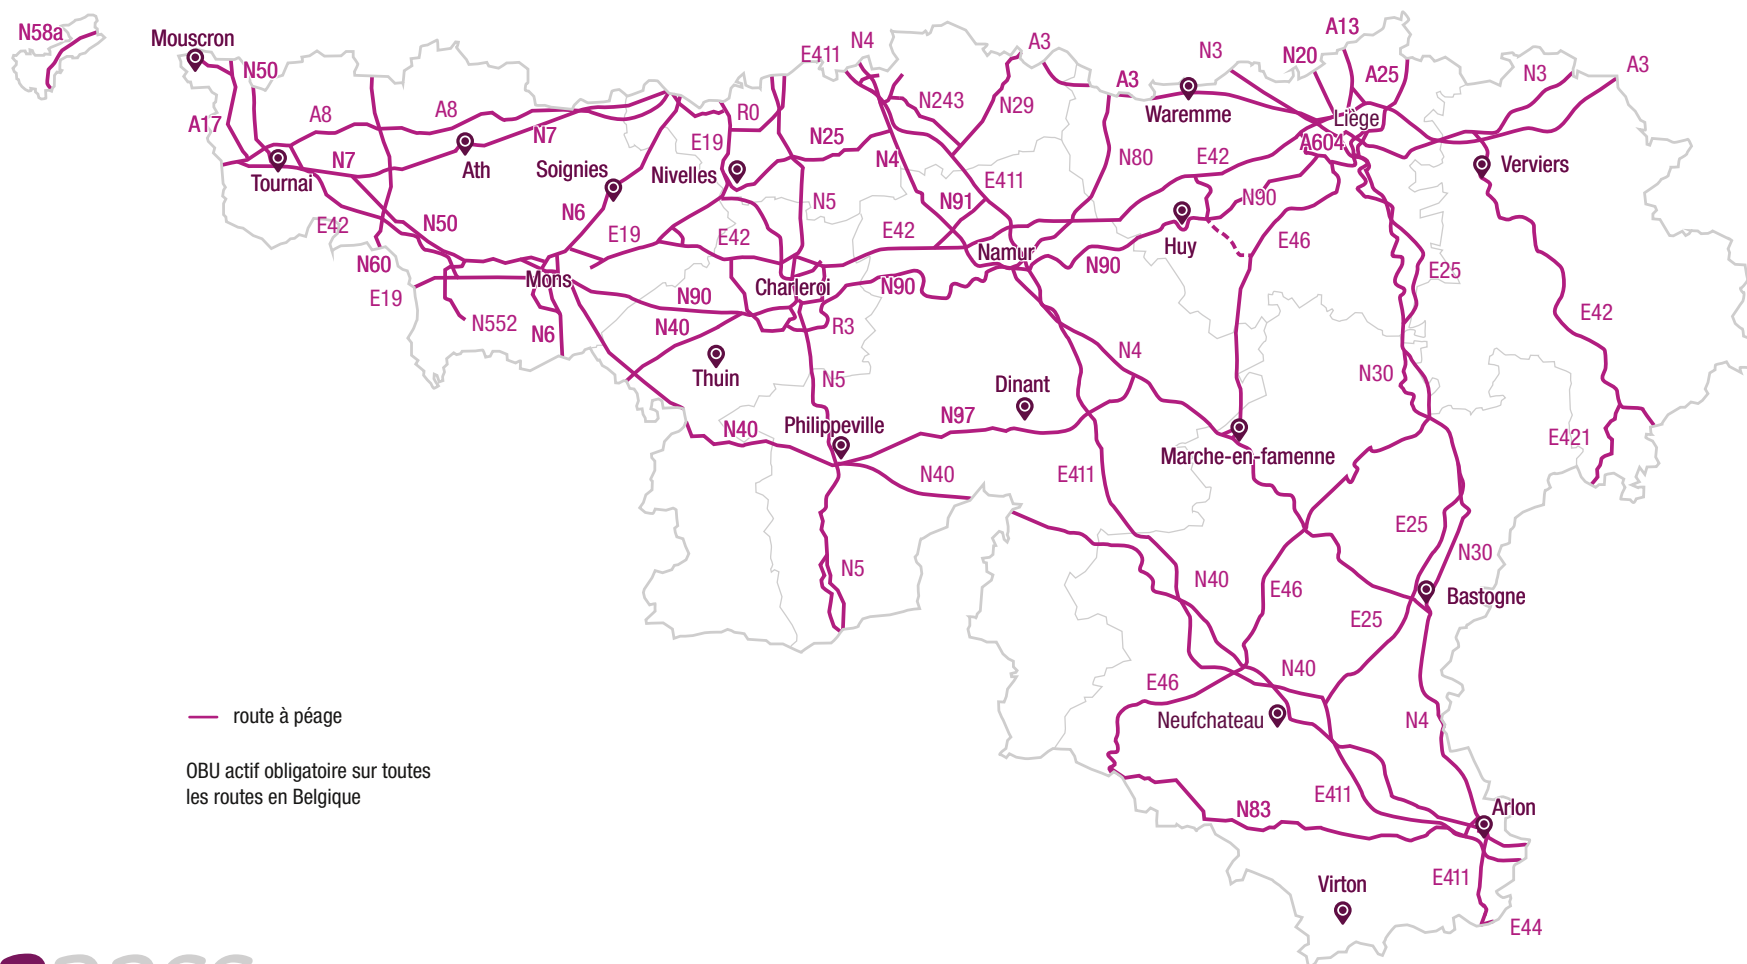 N58a
Mouscron
N50
A17
A8
A8
N7
N7
Tournai
Ath
Soignies
E42
N50
N60
E19
N552
N6
N6
Mons
E19
E42
Nivelles
E19
R0
N25
N5
E411
N4
N243
N29
A3
A3
N3
N20
A13
A25
N3
A3
Waremme
Liège
A604
Verviers
N4
E411
N91
N80
E42
N90
E42
Namur
Huy
N90
E46
E25
E42
Charleroi
N90
N90
N40
R3
Thuin
N5
N4
N30
Dinant
N97
Philippeville
N40
N40
E411
Marche-en-famenne
E421
E25
N30
N5
N40
E46
Bastogne
E25
E46
N40
Neufchateau
N4
route à péage
OBU actif obligatoire sur toutes
les routes en Belgique
E411
N83
Arlon
E411
Virton
E44